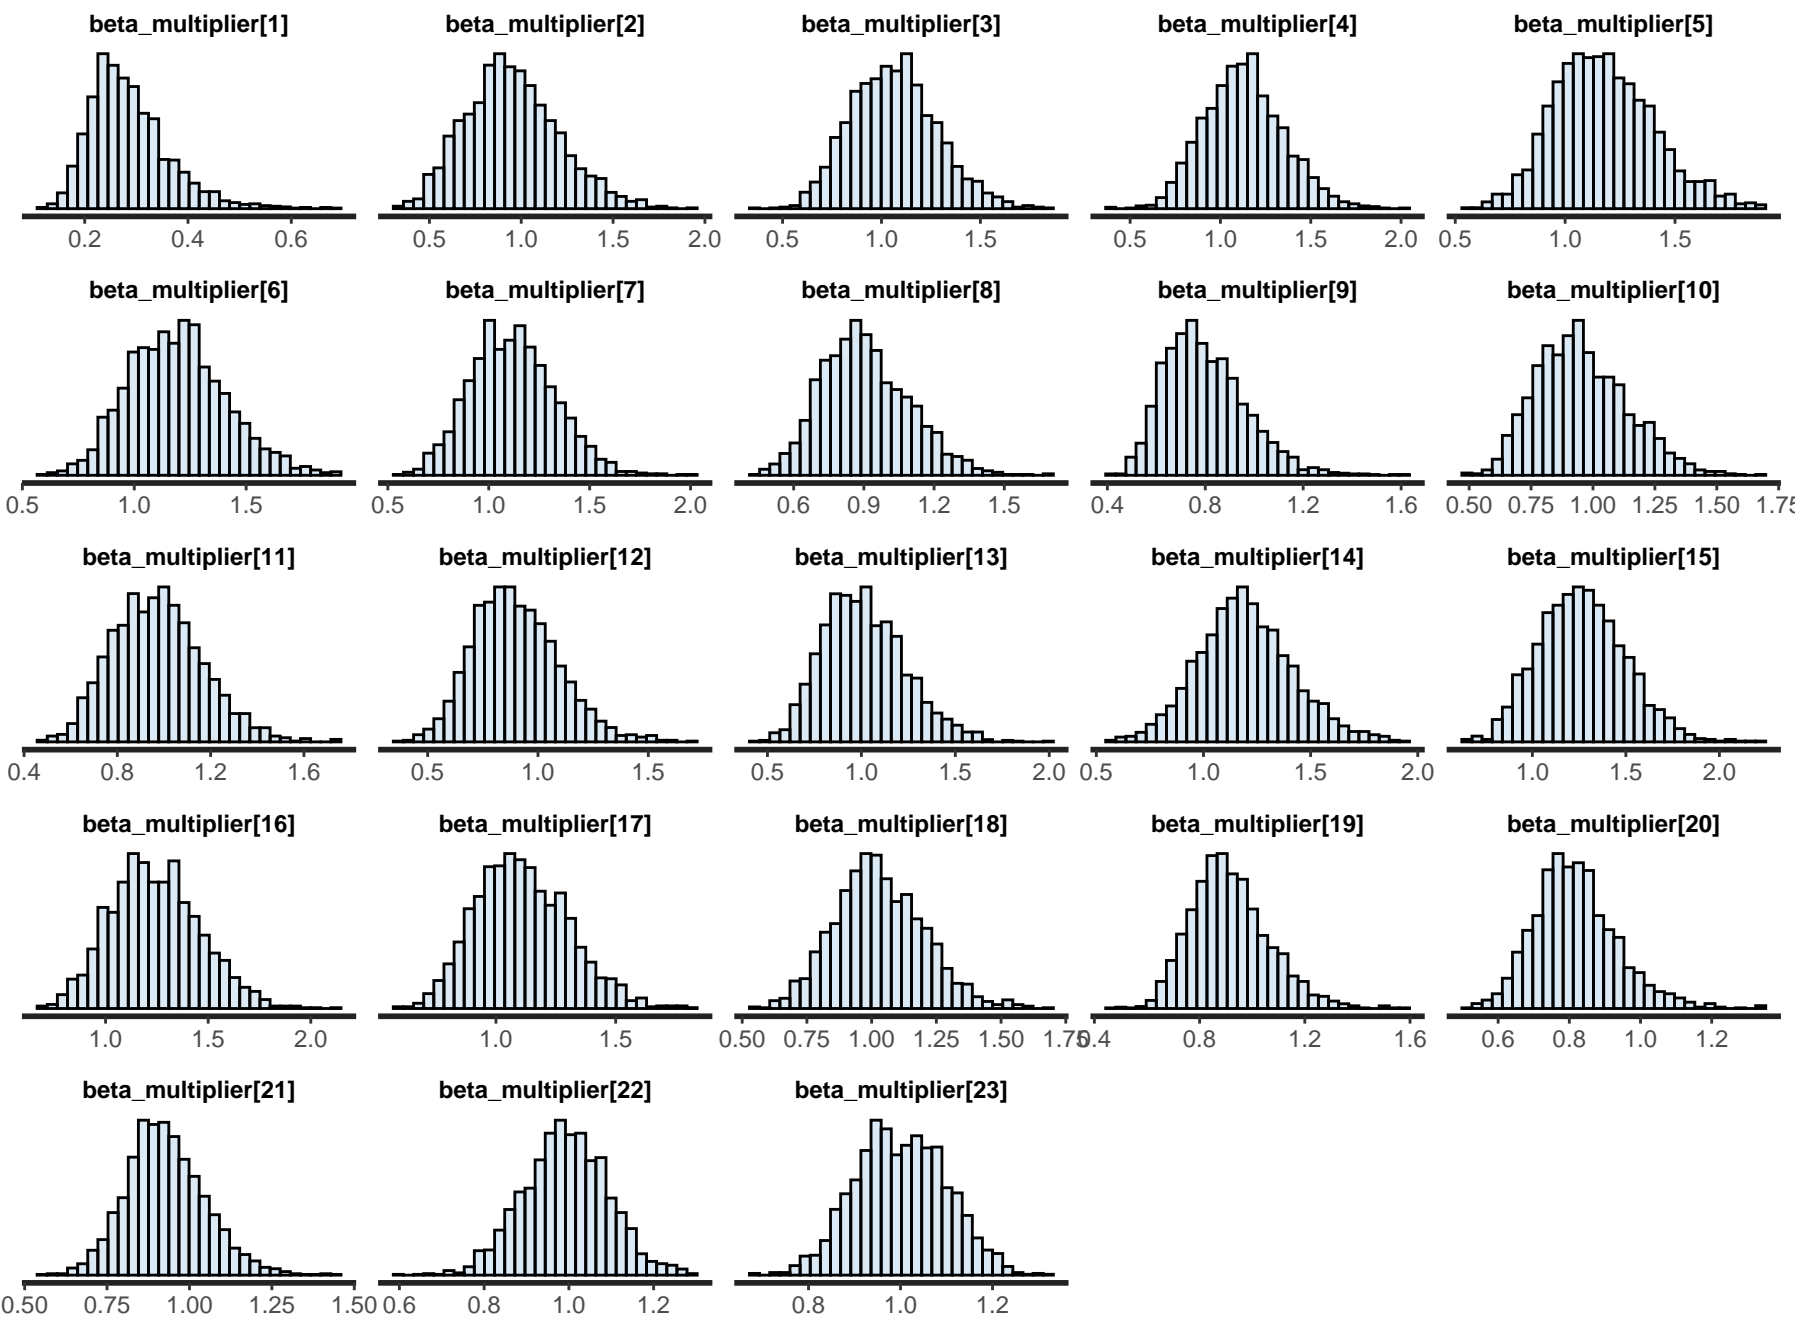 beta_multiplier[1] beta_multiplier[2] beta_multiplier[3] beta_multiplier[4] beta_multiplier[5]
0.2 0.4 0.6 0.5 1.0 1.5 2.0 0.5 1.0 1.5 0.5 1.0 1.5 2.0 0.5 1.0 1.5
beta_multiplier[6] beta_multiplier[7] beta_multiplier[8] beta_multiplier[9] beta_multiplier[10]
0.5 1.0 1.5 0.5 1.0 1.5 2.0 0.6 0.9 1.2 1.5 0.4 0.8 1.2 1.6 0.50 0.75 1.00 1.25 1.50 1.75
beta_multiplier[11] beta_multiplier[12] beta_multiplier[13] beta_multiplier[14] beta_multiplier[15]
0.4 0.8 1.2 1.6 0.5 1.0 1.5 0.5 1.0 1.5 2.0 0.5 1.0 1.5 2.0 1.0 1.5 2.0
beta_multiplier[16] beta_multiplier[17] beta_multiplier[18] beta_multiplier[19] beta_multiplier[20]
1.0 1.5 2.0 1.0 1.5 0.50 0.75 1.00 1.25 1.50 1.75 0.4 0.8 1.2 1.6 0.6 0.8 1.0 1.2
beta_multiplier[21] beta_multiplier[22] beta_multiplier[23]
0.50 0.75 1.00 1.25 1.50 0.6 0.8 1.0 1.2 0.8 1.0 1.2